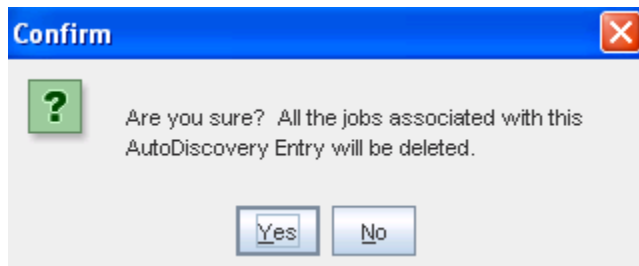 Confirm
?
Are you sure?  All the jobs associated with this
AutoDiscovery Entry will be deleted.
Yes No